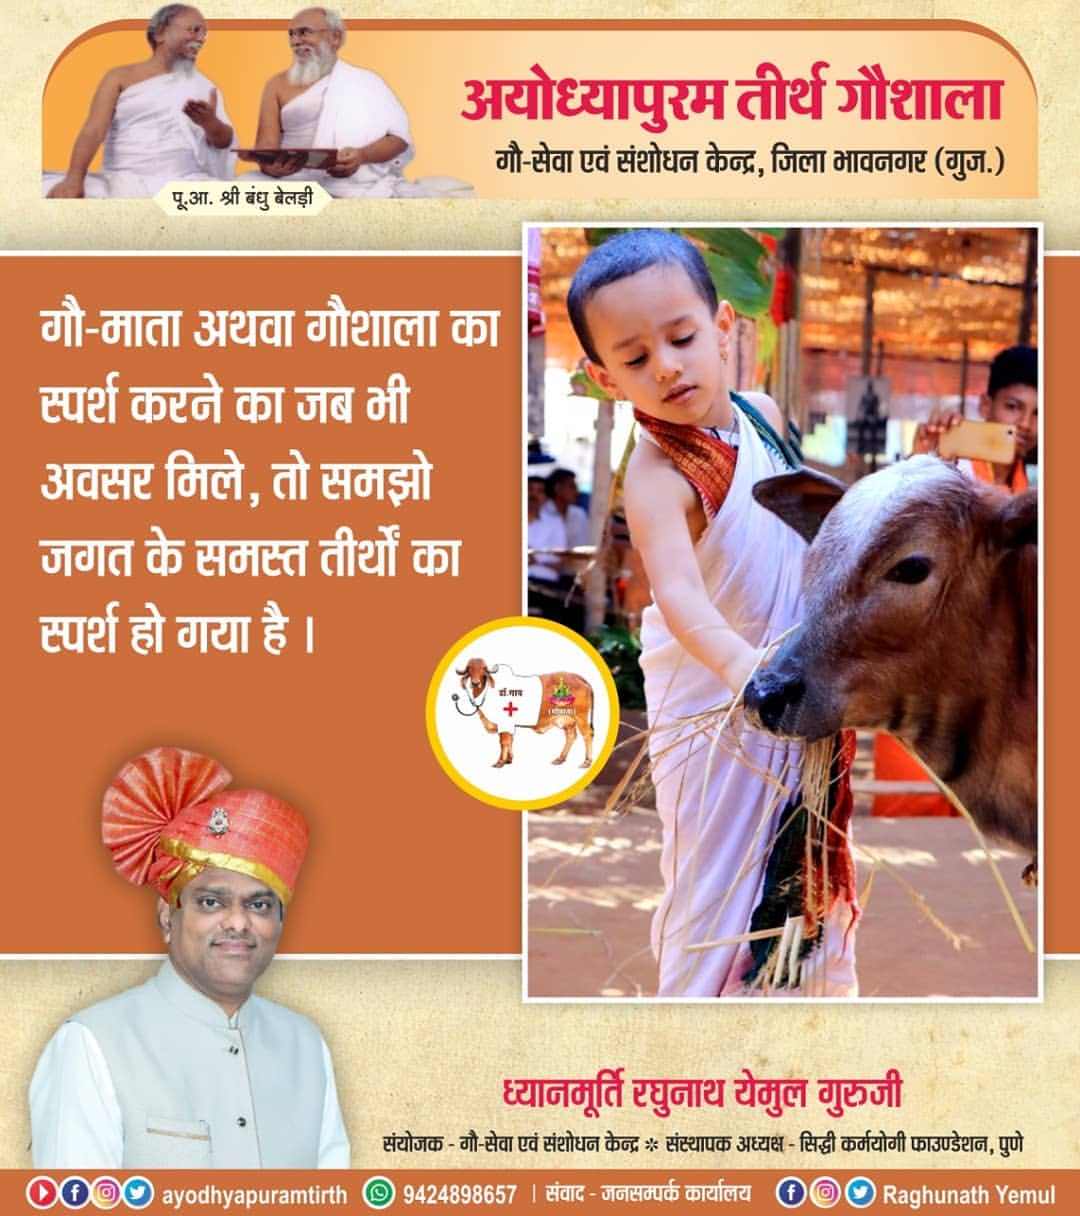 अयोध्यापुरम तीर्थ गौशाला
गौ-सेवा एवं संशोधन केन्द्र, जिला भावनगर (गुज.)
पू.आ. श्री बंधु बेलड़ी
गौ-माता अथवा गौशाला का
स्पर्श करने का जब भी
अवसर मिले, तो समझो
जगत के समस्त तीर्थों का
स्पर्श हो गया है ।
डॉ. गाय
ध्यानमूर्ति रघुनाथ येमुल गुरुजी
संयोजक - गौ-सेवा एवं संशोधन केन्द्र * संस्थापक अध्यक्ष - सिद्धी कर्मयोगी फाउण्डेशन, पुणे
ayodhyapuramtirth 9424898657 | संवाद - जनसम्पर्क कार्यालय Raghunath Yemul